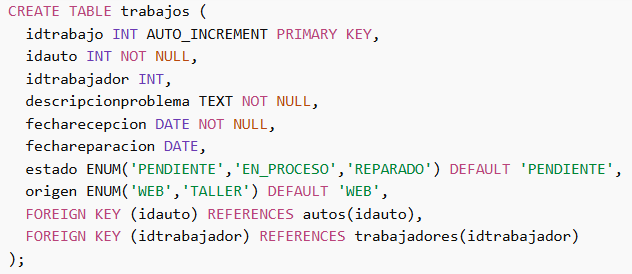 CREATE TABLE trabajos (
  idtrabajo INT AUTO_INCREMENT PRIMARY KEY,
  idauto INT NOT NULL,
  idtrabajador INT,
  descripcionproblema TEXT NOT NULL,
  fecharecepcion DATE NOT NULL,
  fechareparacion DATE,
  estado ENUM('PENDIENTE','EN_PROCESO','REPARADO') DEFAULT 'PENDIENTE',
  origen ENUM('WEB','TALLER') DEFAULT 'WEB',
  FOREIGN KEY (idauto) REFERENCES autos(idauto),
  FOREIGN KEY (idtrabajador) REFERENCES trabajadores(idtrabajador)
);